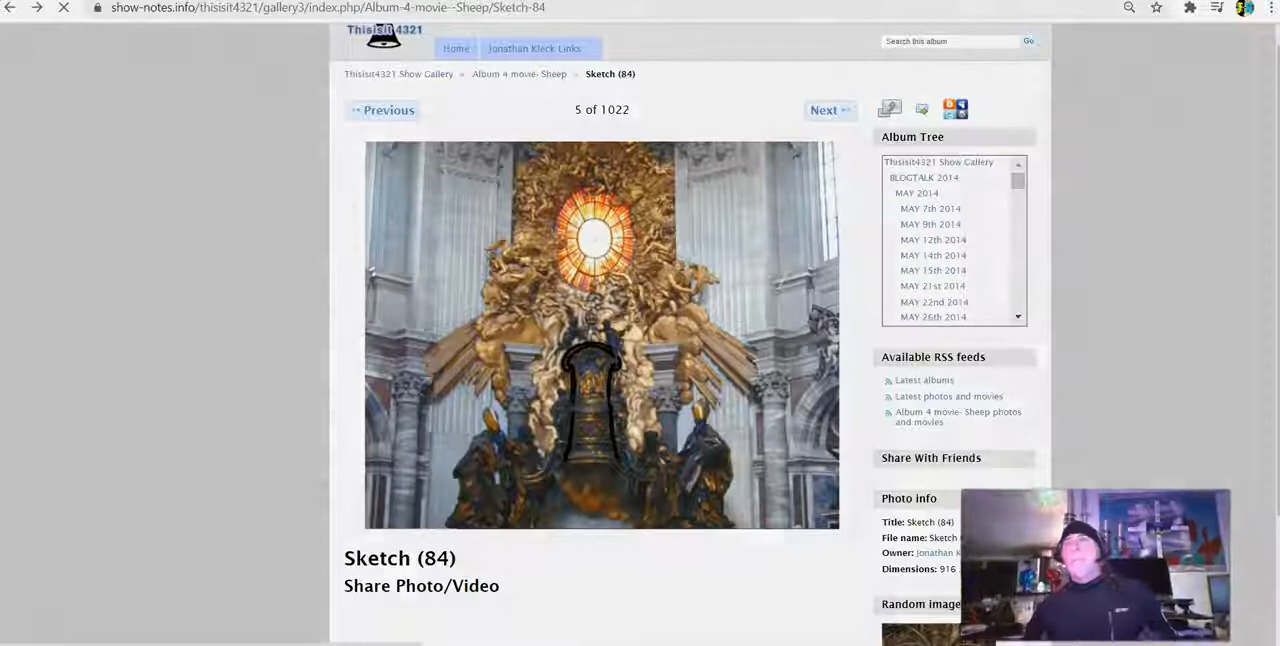 show-notes.info/thisisit4321/gallery3/index.php/Album-4-movie--Sheep/Sketch-84
Thisisit 4321
Home
Jonathan Kleck Links
Search this album
Go
Thisisit4321 Show Gallery » Album 4 movie- Sheep » Sketch (84)
Previous
5 of 1022
Next
Album Tree
Thisisit4321 Show Gallery
BLOGTALK 2014
MAY 2014
MAY 7th 2014
MAY 9th 2014
MAY 12th 2014
MAY 14th 2014
MAY 15th 2014
MAY 21st 2014
MAY 22nd 2014
MAY 26th 2014
Available RSS feeds
Latest albums
Latest photos and movies
Album 4 movie- Sheep photos
and movies
Share With Friends
Photo info
Title: Sketch (84)
File name: Sketch
Owner: Jonathan K
Dimensions: 916
Random image
Sketch (84)
Share Photo/Video